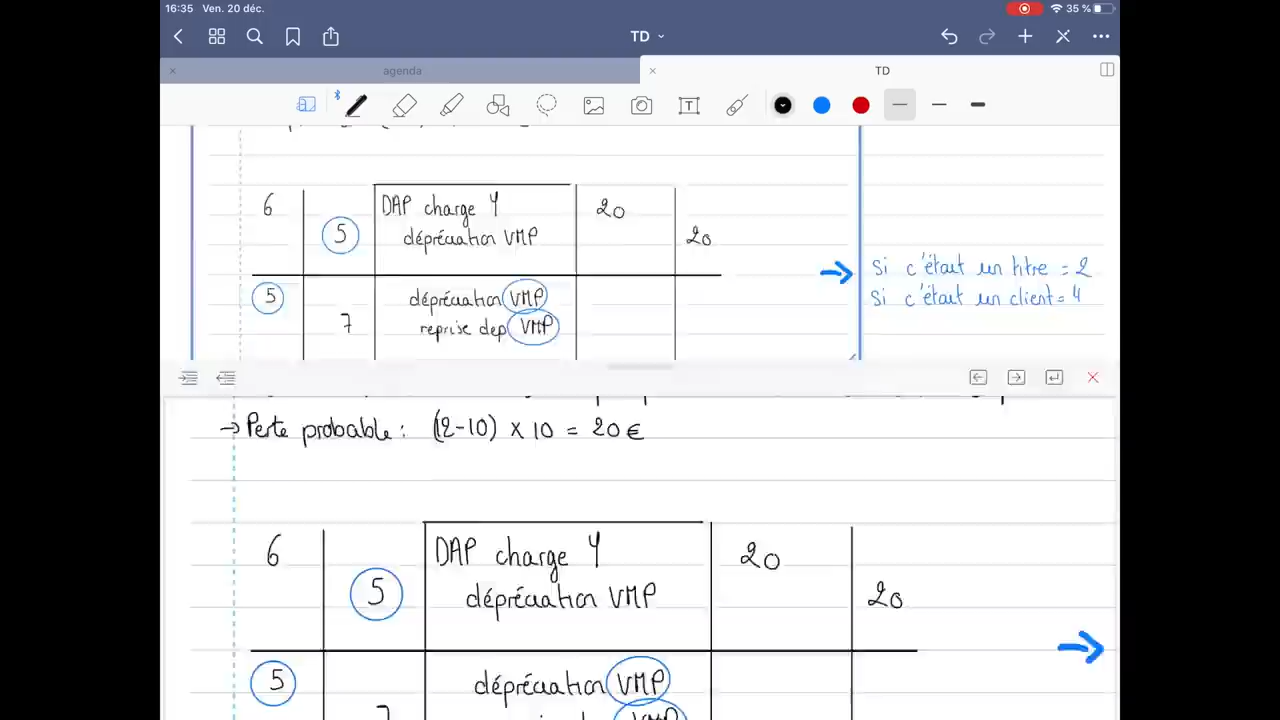 16:35 Ven. 20 déc.
35 %
TD
agenda
TD
6 DAP charge 4 20
5 dépréciation VMP 20
Si c'était un titre = 2
Si c'était un client = 4
5 dépréciation VMP
7 reprise dep VMP
→ Perte probable : (12-10) × 10 = 20 €
6 DAP charge 4 20
5 dépréciation VMP 20
5 dépréciation VMP